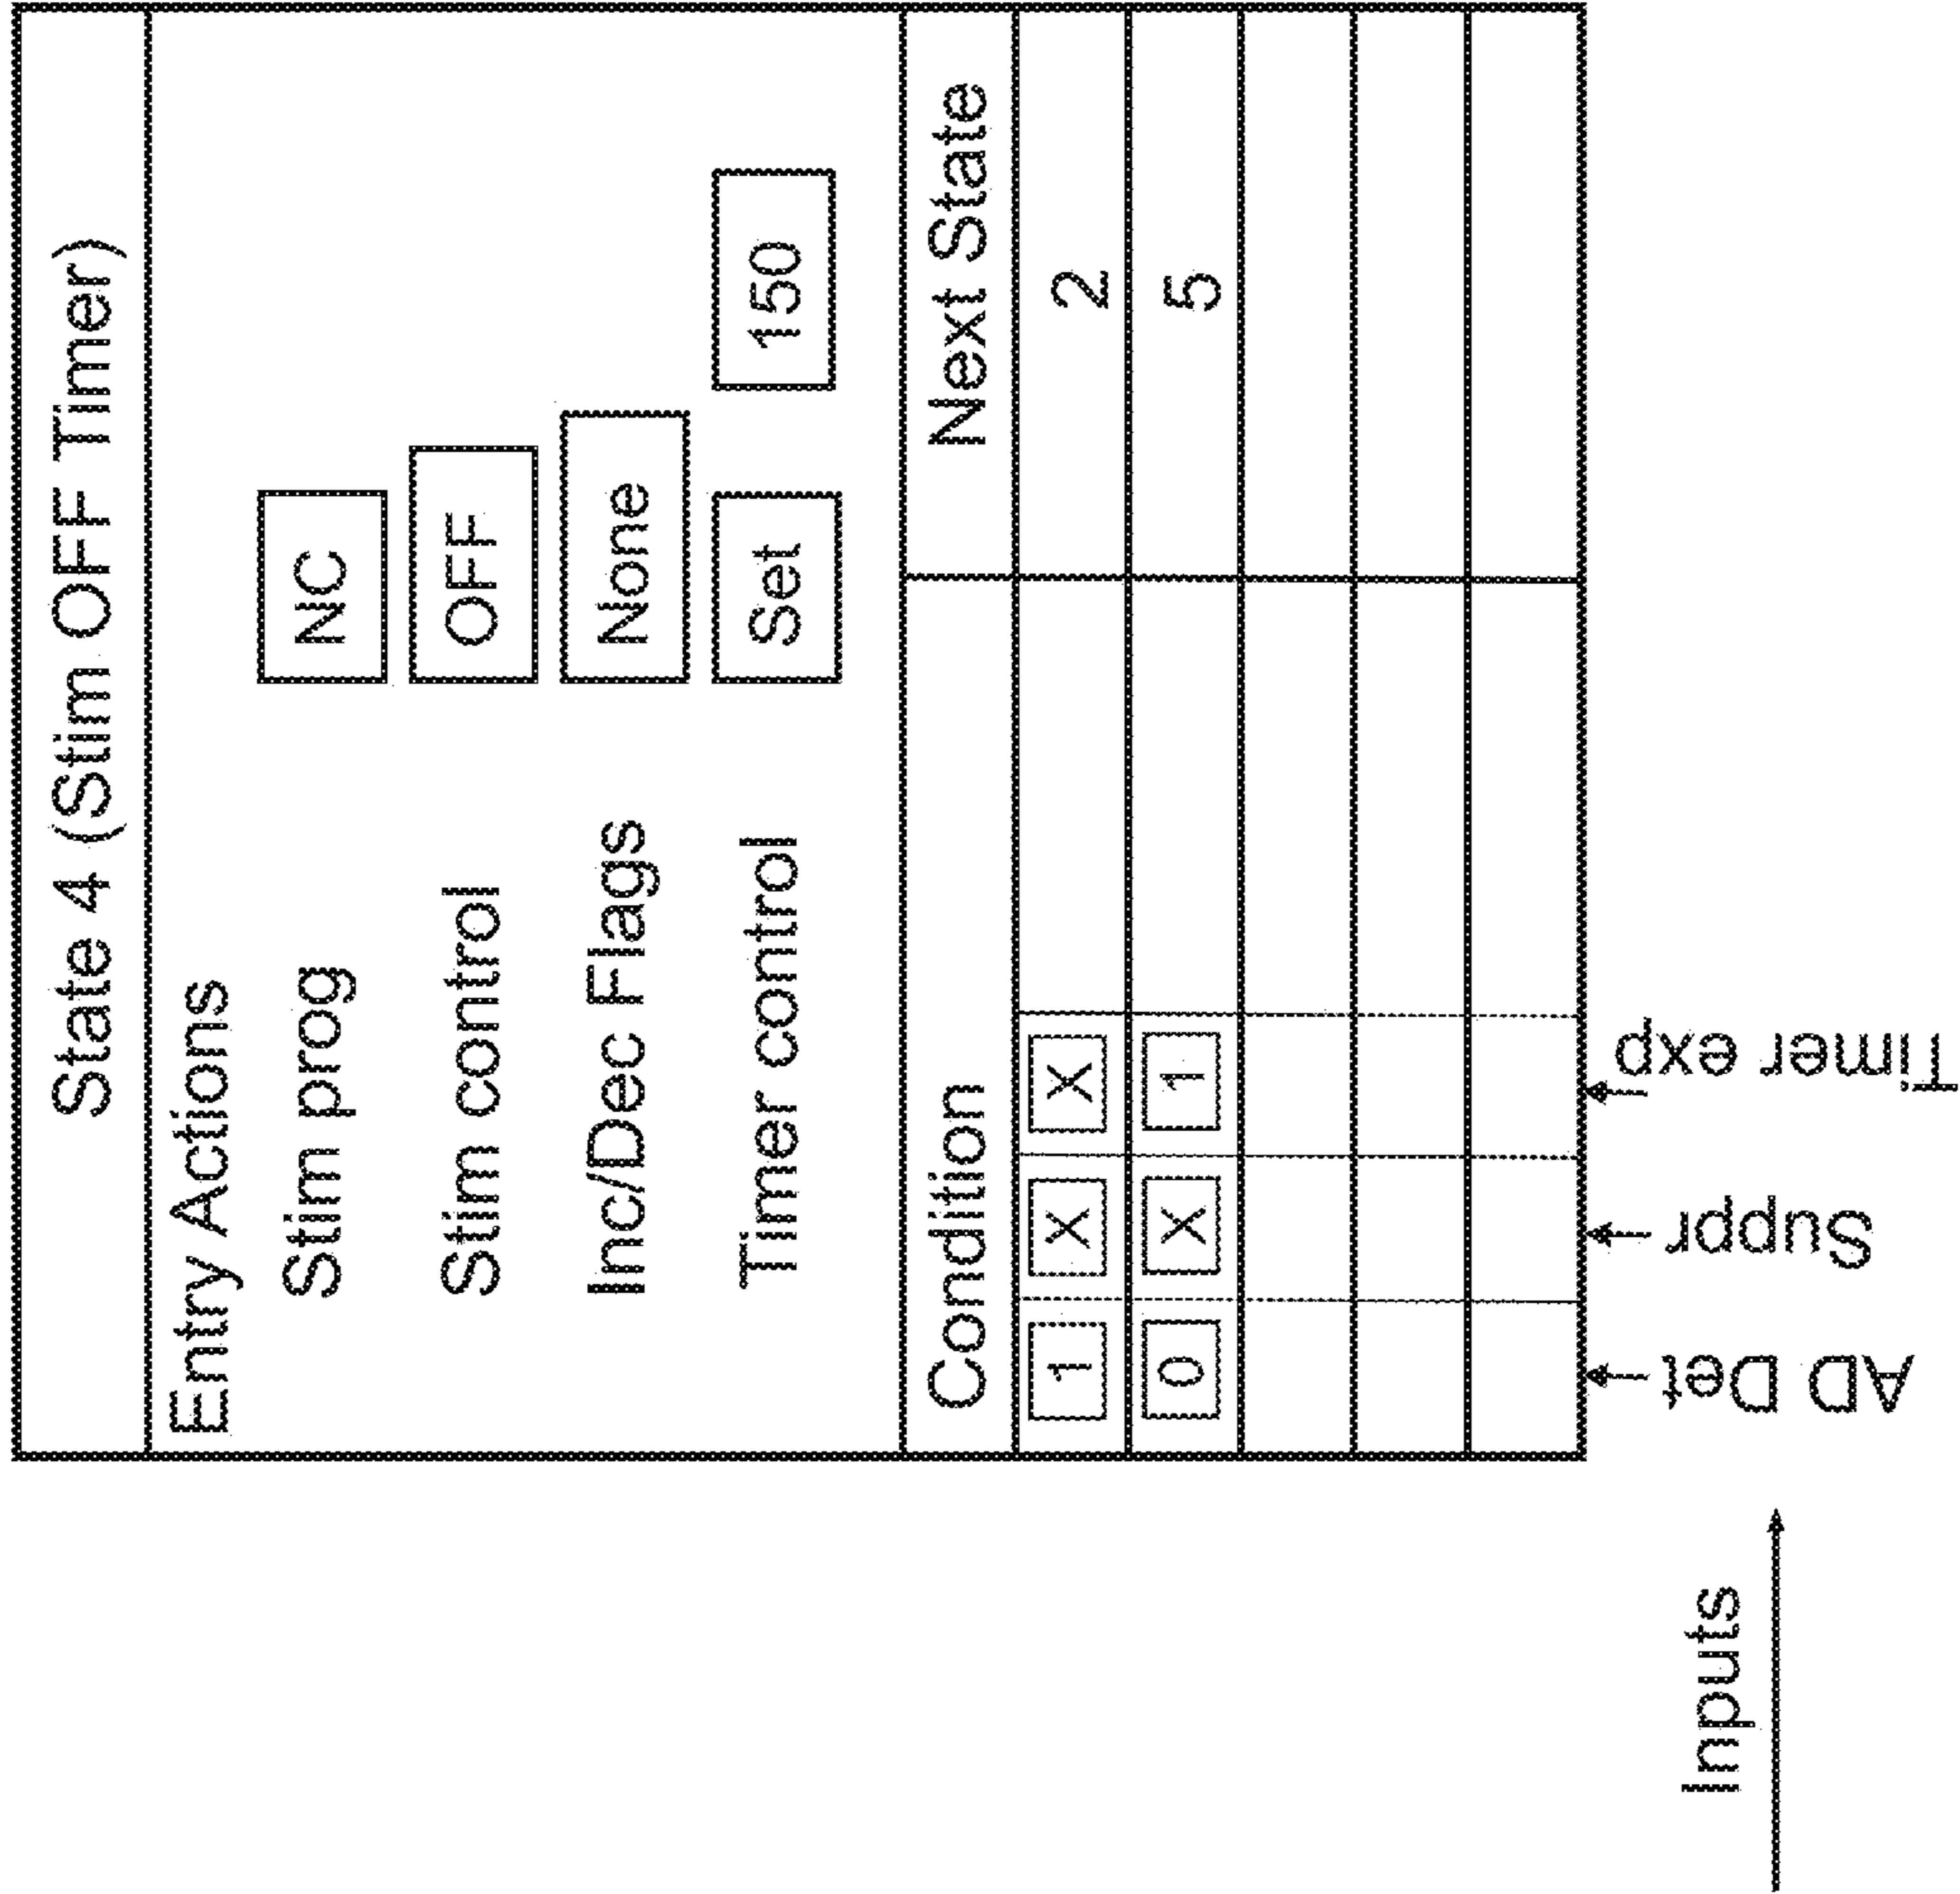 State 4 (Stim OFF Timer)
Entry Actions
Stim prog NC
Stim control OFF
Inc/Dec Flags None
Timer control Set 150
Condition Next State
1 X X 2
0 X 1 5
Inputs
AD Det
Suppr
Timer exp